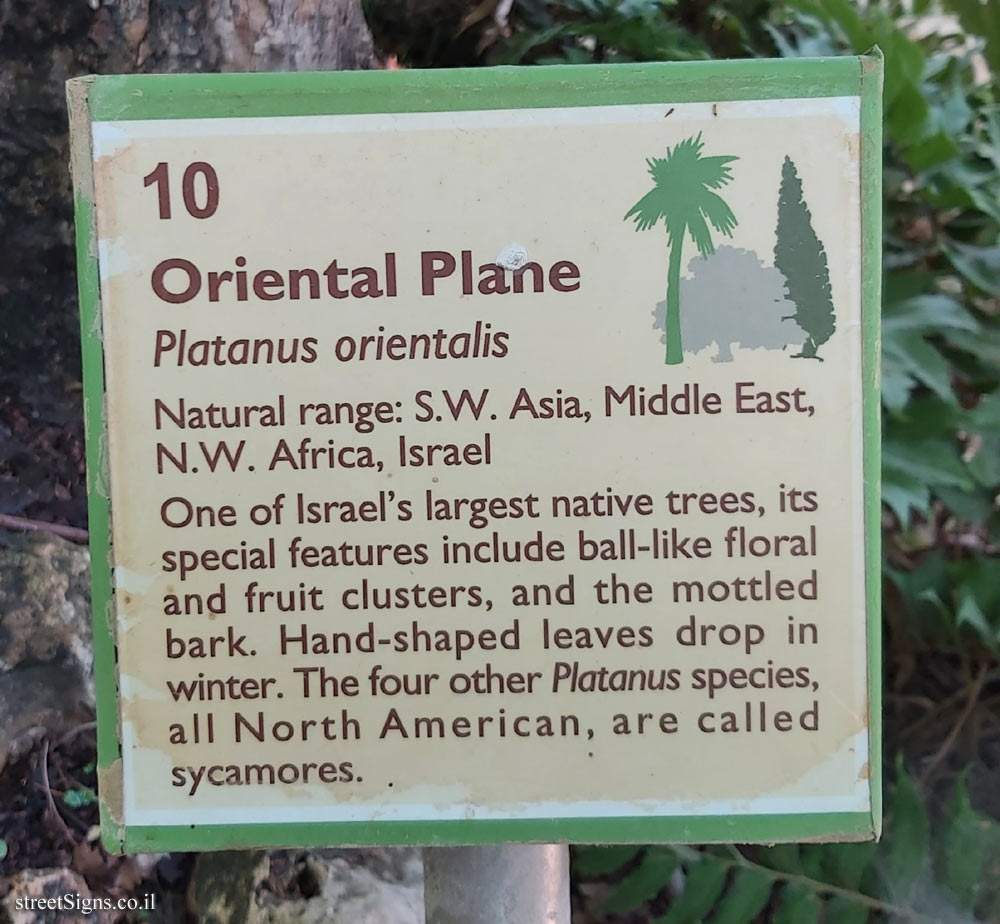 10
Oriental Plane
Platanus orientalis
Natural range: S.W. Asia, Middle East,
N.W. Africa, Israel
One of Israel's largest native trees, its
special features include ball-like floral
and fruit clusters, and the mottled
bark. Hand-shaped leaves drop in
winter. The four other Platanus species,
all North American, are called
sycamores.
streetSigns.co.il